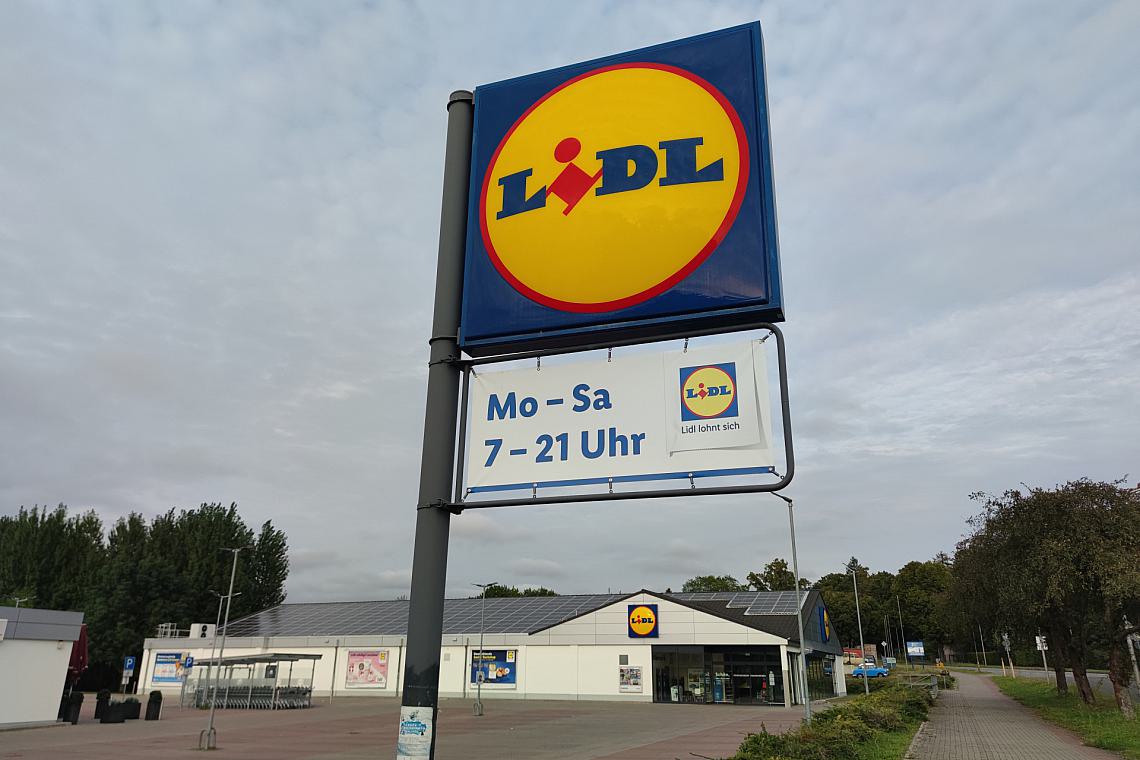 LIDL
Mo – Sa
7 – 21 Uhr
LIDL
Lidl lohnt sich
LIDL
P
P